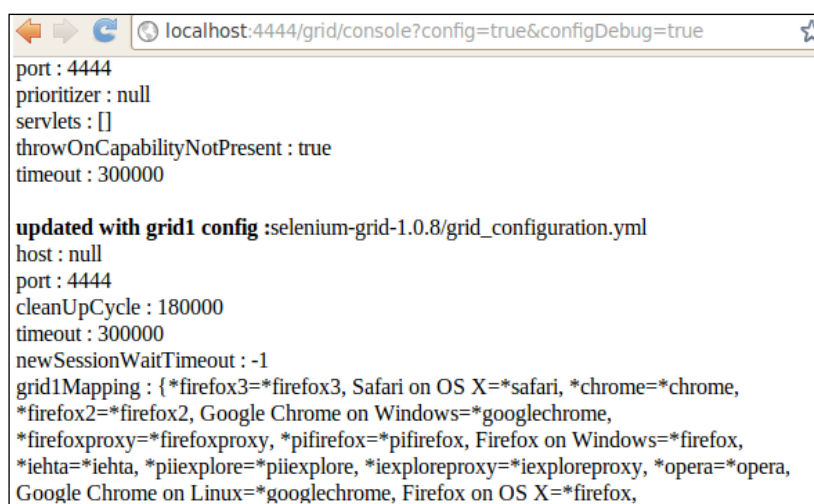 localhost:4444/grid/console?config=true&configDebug=true
port : 4444
prioritizer : null
servlets : []
throwOnCapabilityNotPresent : true
timeout : 300000
updated with grid1 config :selenium-grid-1.0.8/grid_configuration.yml
host : null
port : 4444
cleanUpCycle : 180000
timeout : 300000
newSessionWaitTimeout : -1
grid1Mapping : {*firefox3=*firefox3, Safari on OS X=*safari, *chrome=*chrome,
*firefox2=*firefox2, Google Chrome on Windows=*googlechrome,
*firefoxproxy=*firefoxproxy, *pifirefox=*pifirefox, Firefox on Windows=*firefox,
*iehta=*iehta, *piiexplore=*piiexplore, *iexploreproxy=*iexploreproxy, *opera=*opera,
Google Chrome on Linux=*googlechrome, Firefox on OS X=*firefox,